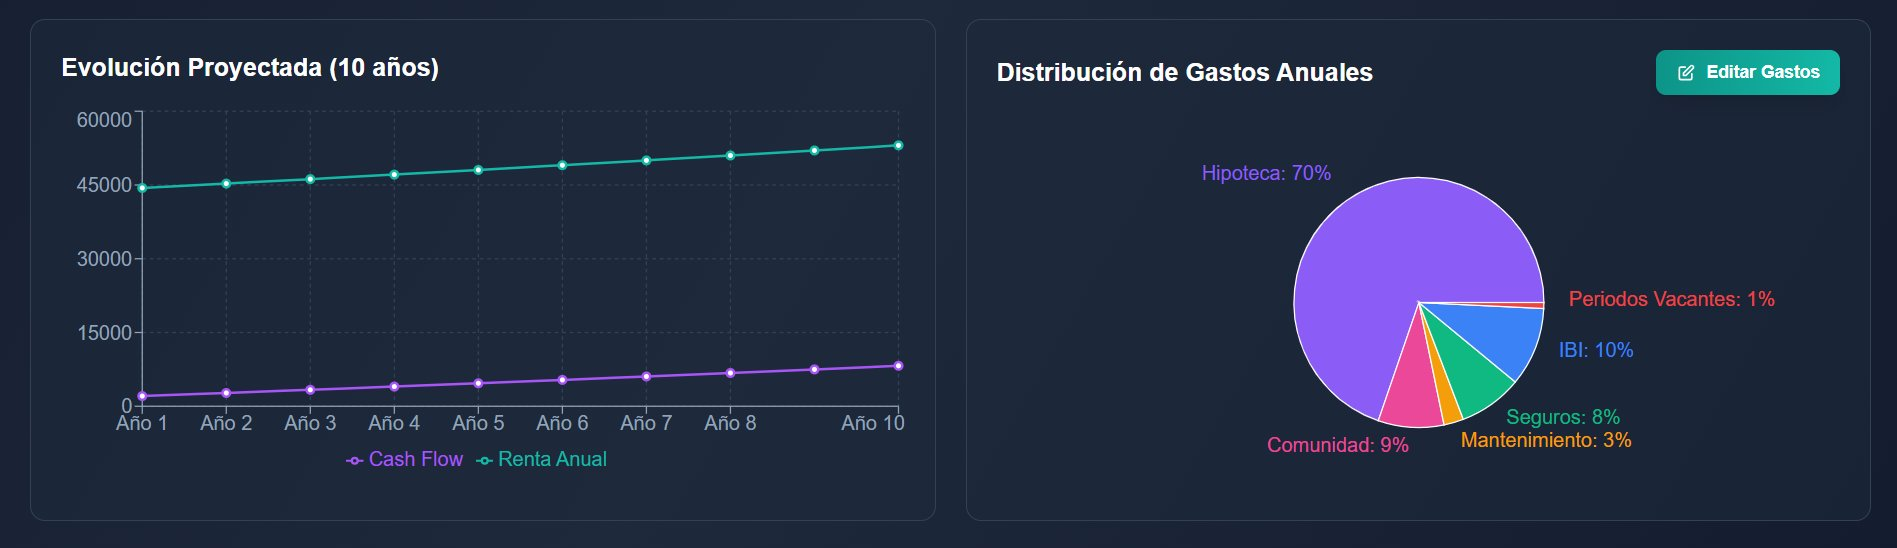 Evolución Proyectada (10 años)
60000
45000
30000
15000
0
Año 1 Año 2 Año 3 Año 4 Año 5 Año 6 Año 7 Año 8 Año 10
Cash Flow Renta Anual
Distribución de Gastos Anuales
Editar Gastos
Hipoteca: 70%
Periodos Vacantes: 1%
IBI: 10%
Seguros: 8%
Mantenimiento: 3%
Comunidad: 9%